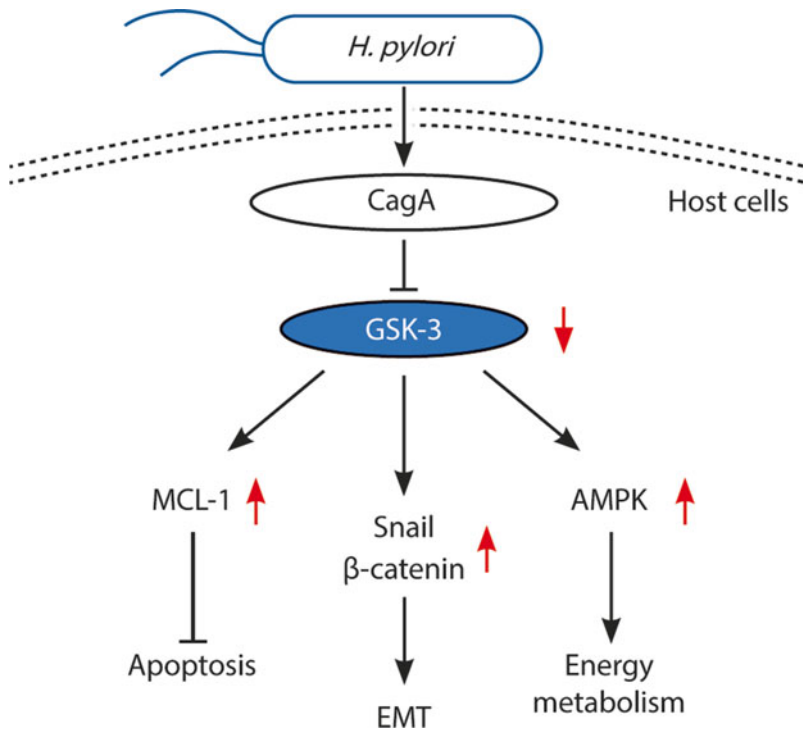 H. pylori
CagA
Host cells
GSK-3
MCL-1
Snail
β-catenin
AMPK
Apoptosis
EMT
Energy
metabolism